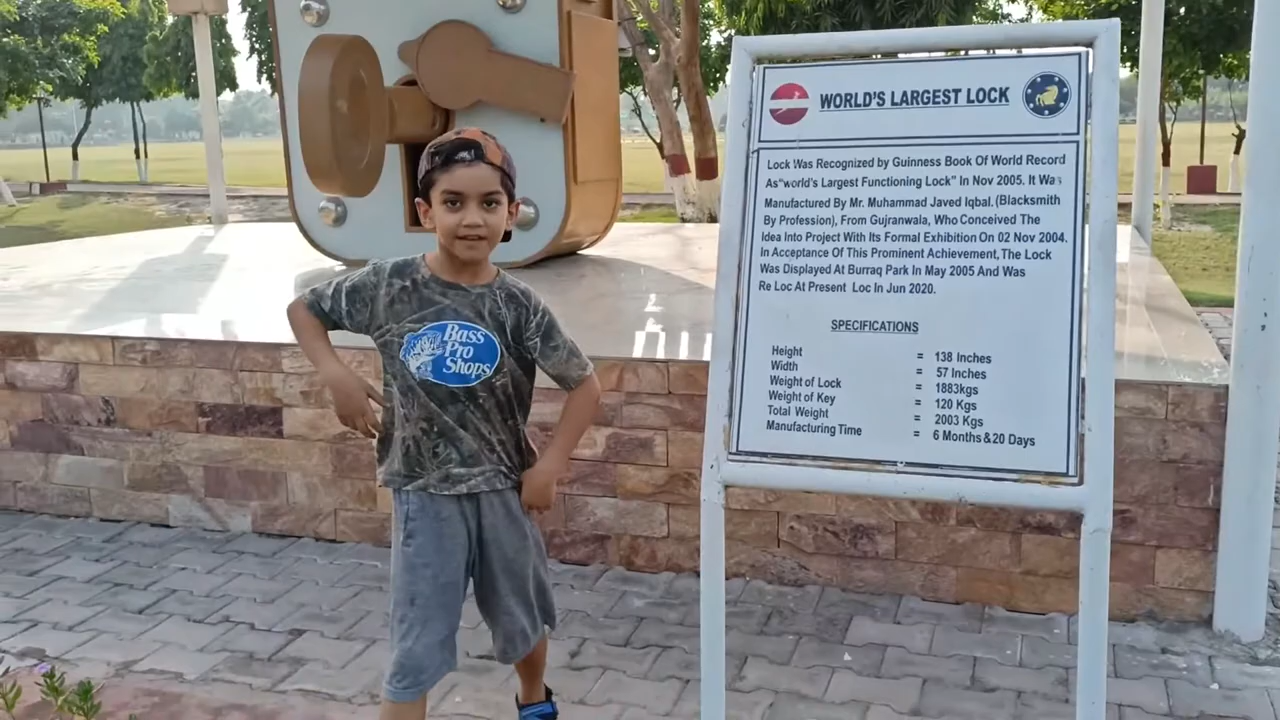 WORLD'S LARGEST LOCK
Lock Was Recognized by Guinness Book Of World Record
As"world's Largest Functioning Lock" In Nov 2005. It Was
Manufactured By Mr. Muhammad Javed Iqbal. (Blacksmith
By Profession), From Gujranwala, Who Conceived The
Idea Into Project With Its Formal Exhibition On 02 Nov 2004.
In Acceptance Of This Prominent Achievement, The Lock
Was Displayed At Burraq Park In May 2005 And Was
Re Loc At Present Loc In Jun 2020.
SPECIFICATIONS
Height = 138 Inches
Width = 57 Inches
Weight of Lock = 1883kgs
Weight of Key = 120 Kgs
Total Weight = 2003 Kgs
Manufacturing Time = 6 Months & 20 Days
Bass
Pro
Shops